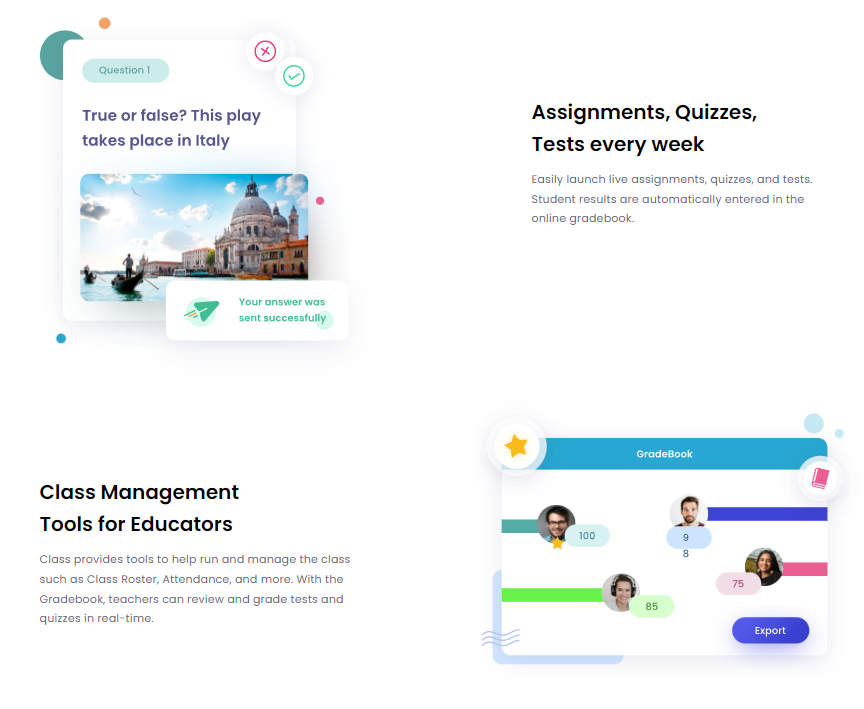 Question 1
True or false? This play
takes place in Italy
Your answer was
sent successfully
Assignments, Quizzes,
Tests every week
Easily launch live assignments, quizzes, and tests.
Student results are automatically entered in the
online gradebook.
Class Management
Tools for Educators
Class provides tools to help run and manage the class
such as Class Roster, Attendance, and more. With the
Gradebook, teachers can review and grade tests and
quizzes in real-time.
GradeBook
100
9
8
75
85
Export